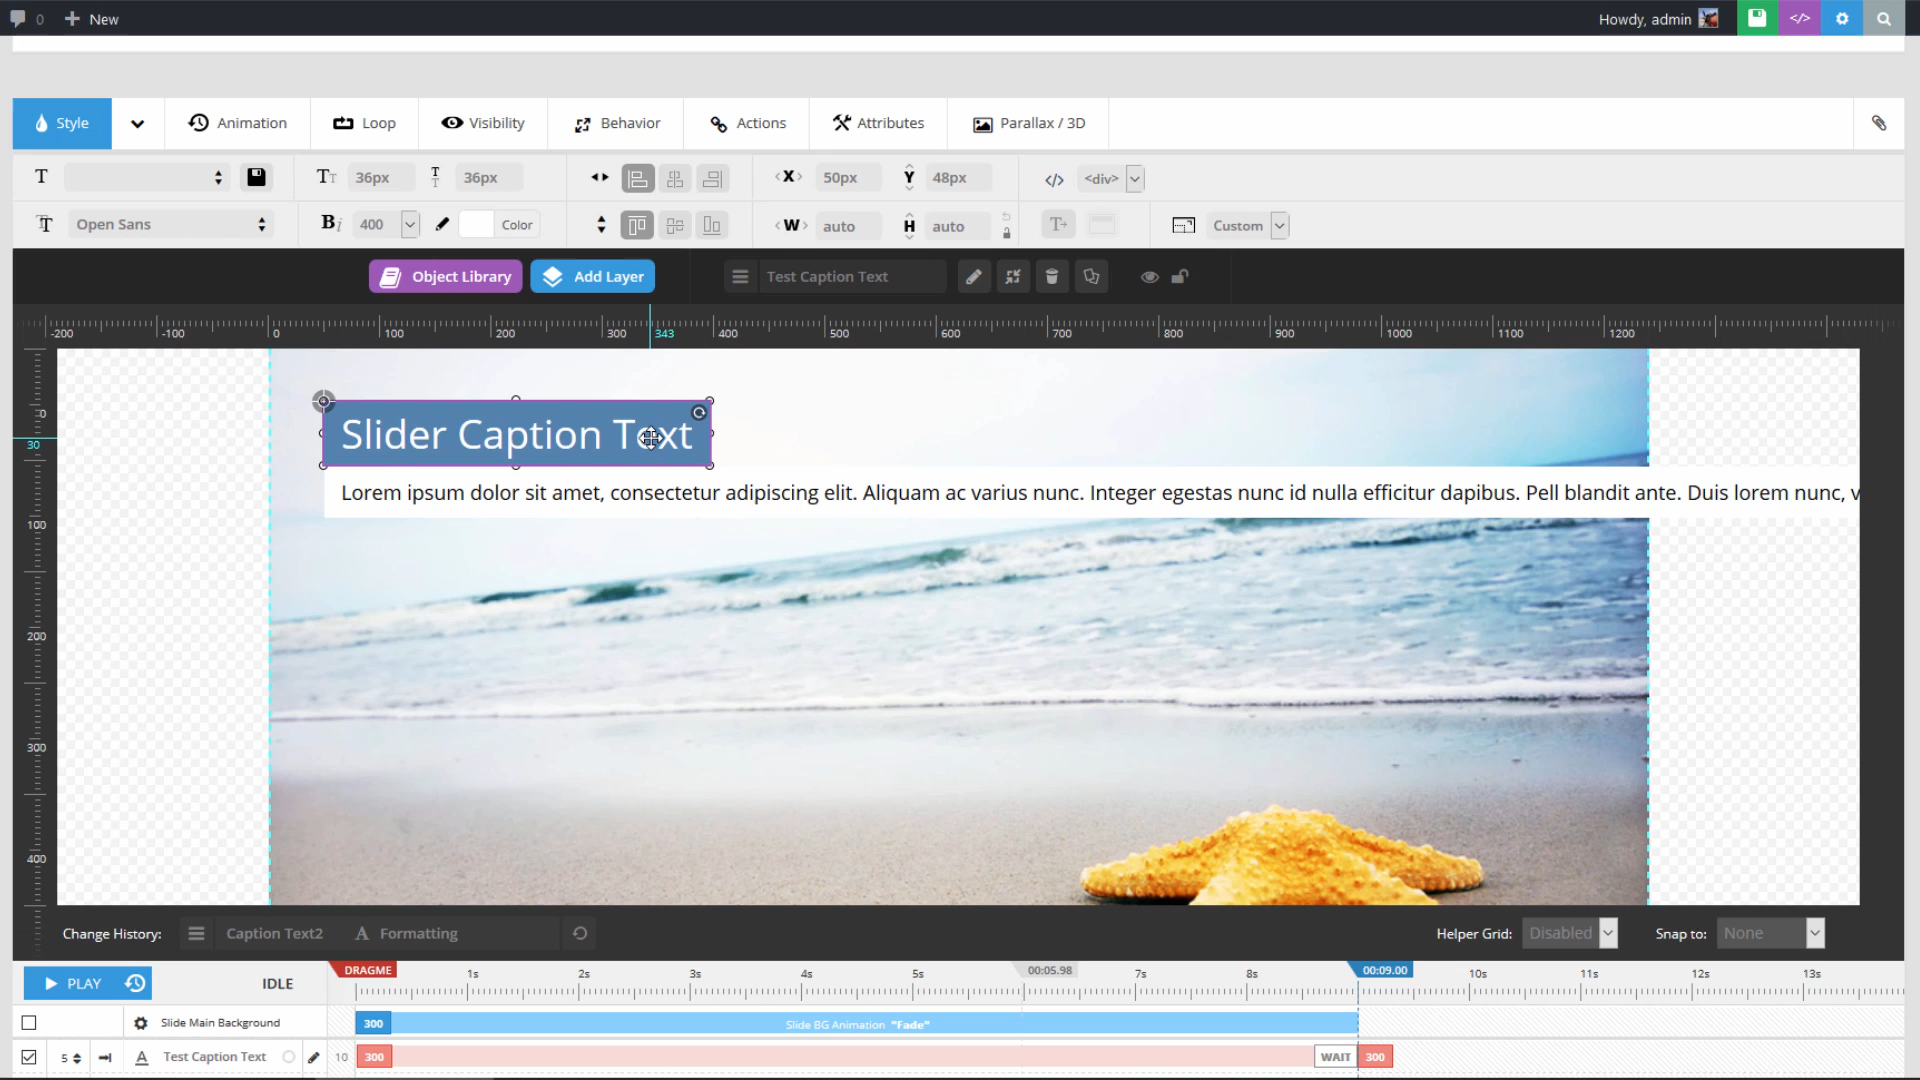 0 New Howdy, admin
Style Animation Loop Visibility Behavior Actions Attributes Parallax / 3D
36px 36px X 50px Y 48px <div>
Open Sans 400 Color W auto H auto Custom
Object Library Add Layer Test Caption Text
-200 -100 0 100 200 300 343 400 500 600 700 800 900 1000 1100 1200
Slider Caption Text
Lorem ipsum dolor sit amet, consectetur adipiscing elit. Aliquam ac varius nunc. Integer egestas nunc id nulla efficitur dapibus. Pell blandit ante. Duis lorem nunc, v
0
30
100
200
300
400
Change History: Caption Text2 A Formatting Helper Grid: Disabled Snap to: None
PLAY IDLE DRAGME 1s 2s 3s 4s 5s 00:05.98 7s 8s 00:09.00 10s 11s 12s 13s
Slide Main Background 300 Slide BG Animation "Fade"
5 A Test Caption Text 10 300 WAIT 300